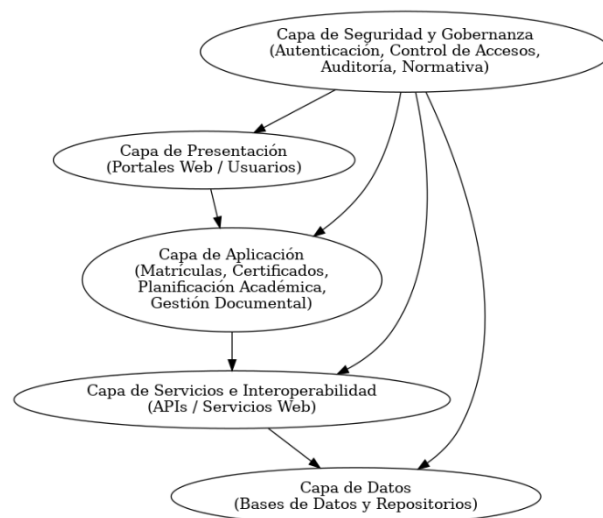 Capa de Seguridad y Gobernanza
(Autenticación, Control de Accesos,
Auditoría, Normativa)
Capa de Presentación
(Portales Web / Usuarios)
Capa de Aplicación
(Matrículas, Certificados,
Planificación Académica,
Gestión Documental)
Capa de Servicios e Interoperabilidad
(APIs / Servicios Web)
Capa de Datos
(Bases de Datos y Repositorios)